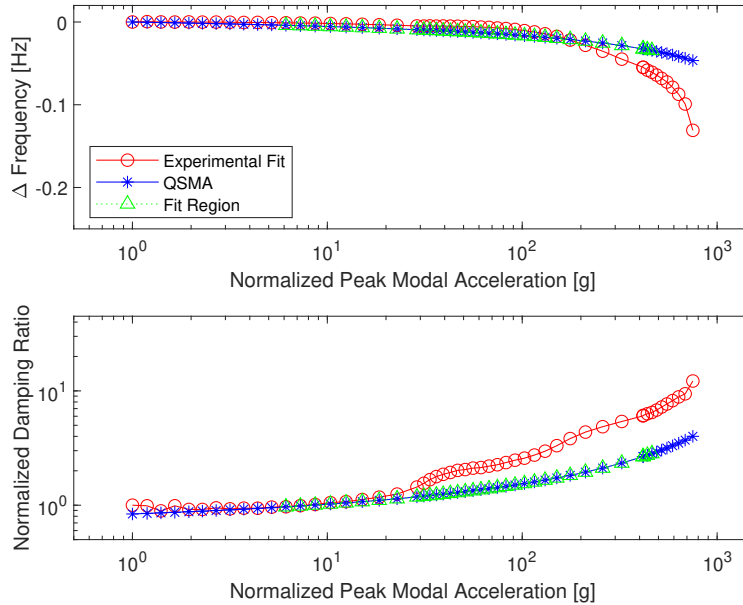 0
-0.1
-0.2
Δ Frequency [Hz]
Experimental Fit
QSMA
Fit Region
10^0
10^1
10^2
10^3
Normalized Peak Modal Acceleration [g]
10^1
10^0
Normalized Damping Ratio
10^0
10^1
10^2
10^3
Normalized Peak Modal Acceleration [g]